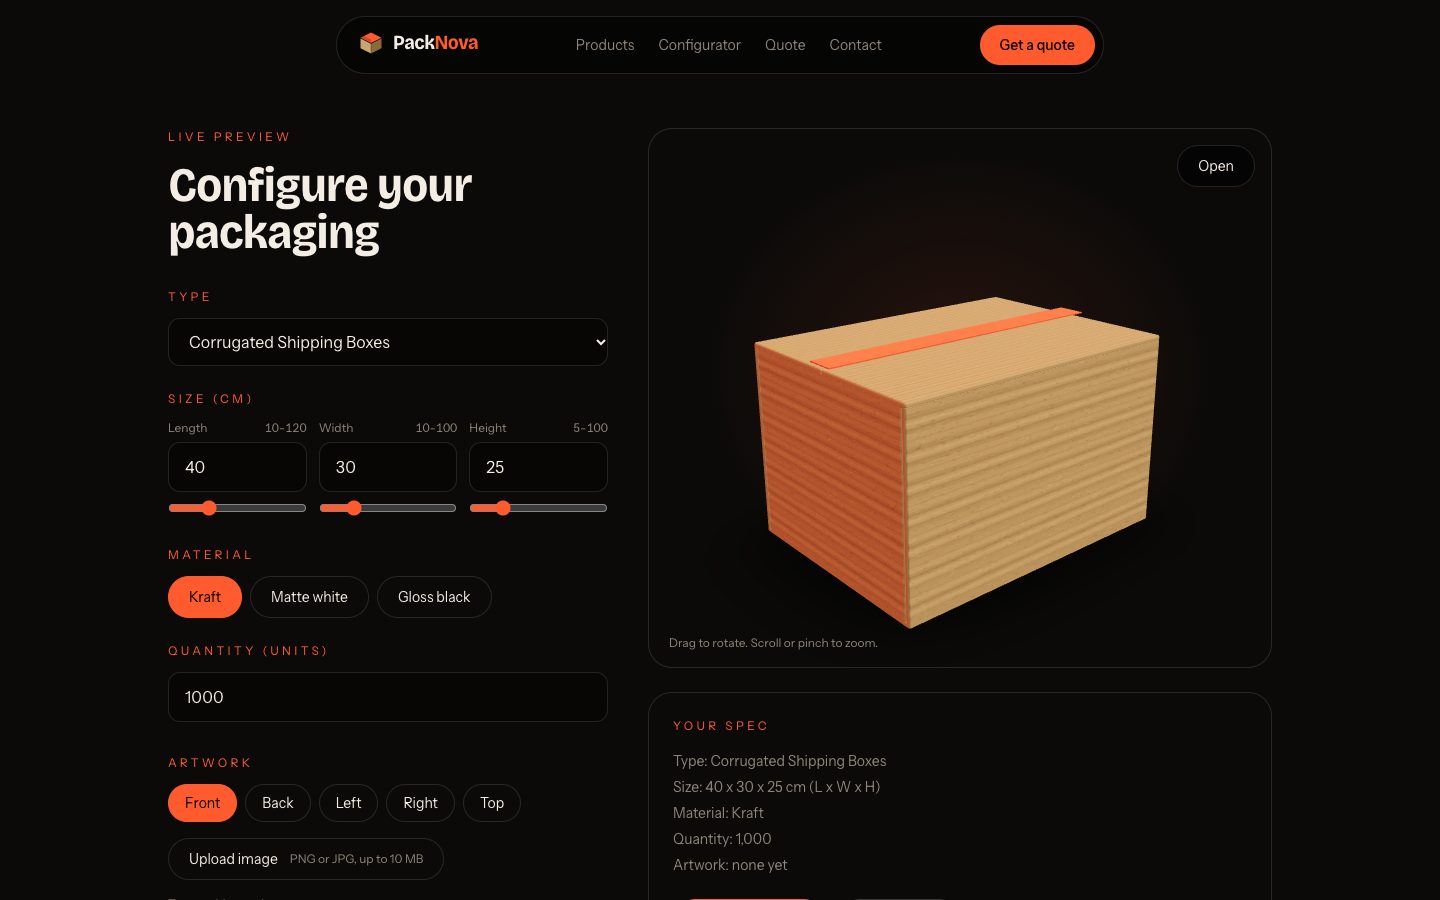 PackNova
Products Configurator Quote Contact
Get a quote
LIVE PREVIEW
Configure your
packaging
TYPE
Corrugated Shipping Boxes
SIZE (CM)
Length 10-120 Width 10-100 Height 5-100
40 30 25
MATERIAL
Kraft Matte white Gloss black
QUANTITY (UNITS)
1000
ARTWORK
Front Back Left Right Top
Upload image PNG or JPG, up to 10 MB
Open
Drag to rotate. Scroll or pinch to zoom.
YOUR SPEC
Type: Corrugated Shipping Boxes
Size: 40 x 30 x 25 cm (L x W x H)
Material: Kraft
Quantity: 1,000
Artwork: none yet